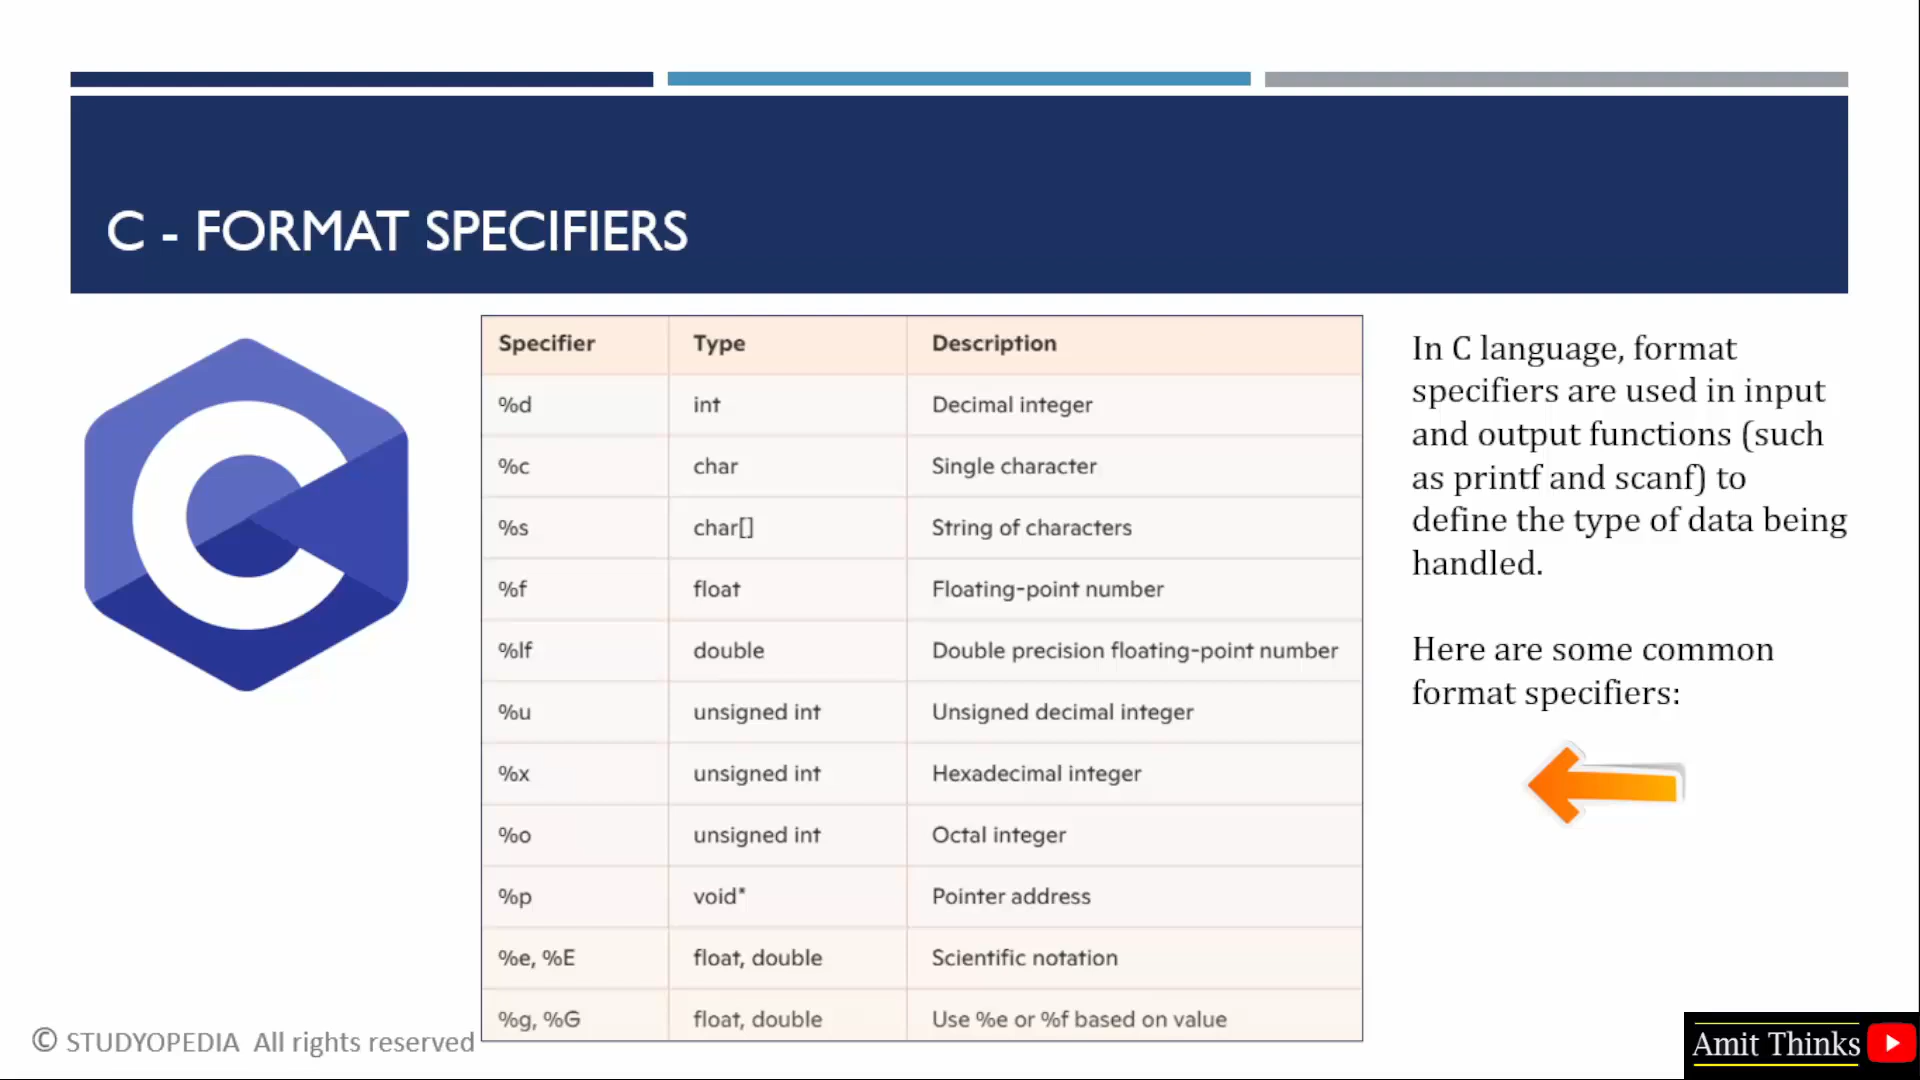 C - FORMAT SPECIFIERS
Specifier Type Description
%d int Decimal integer
%c char Single character
%s char[] String of characters
%f float Floating-point number
%lf double Double precision floating-point number
%u unsigned int Unsigned decimal integer
%x unsigned int Hexadecimal integer
%o unsigned int Octal integer
%p void* Pointer address
%e, %E float, double Scientific notation
%g, %G float, double Use %e or %f based on value
In C language, format
specifiers are used in input
and output functions (such
as printf and scanf) to
define the type of data being
handled.
Here are some common
format specifiers:
© STUDYOPEDIA All rights reserved
Amit Thinks